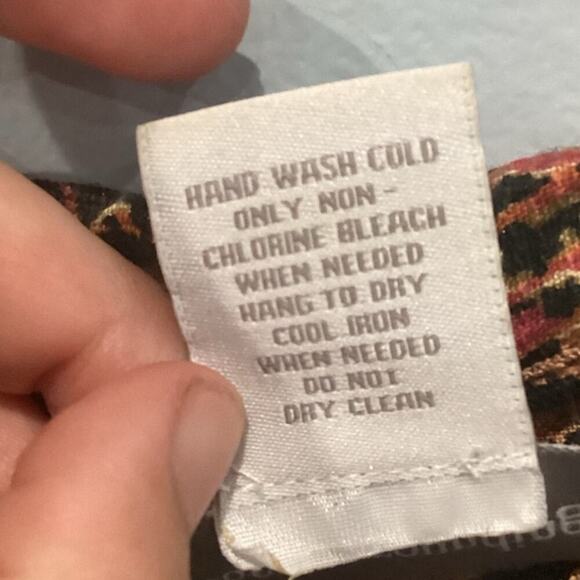 HAND WASH COLD
ONLY NON-
CHLORINE BLEACH
WHEN NEEDED
HANG TO DRY
COOL IRON
WHEN NEEDED
DO NOT
DRY CLEAN